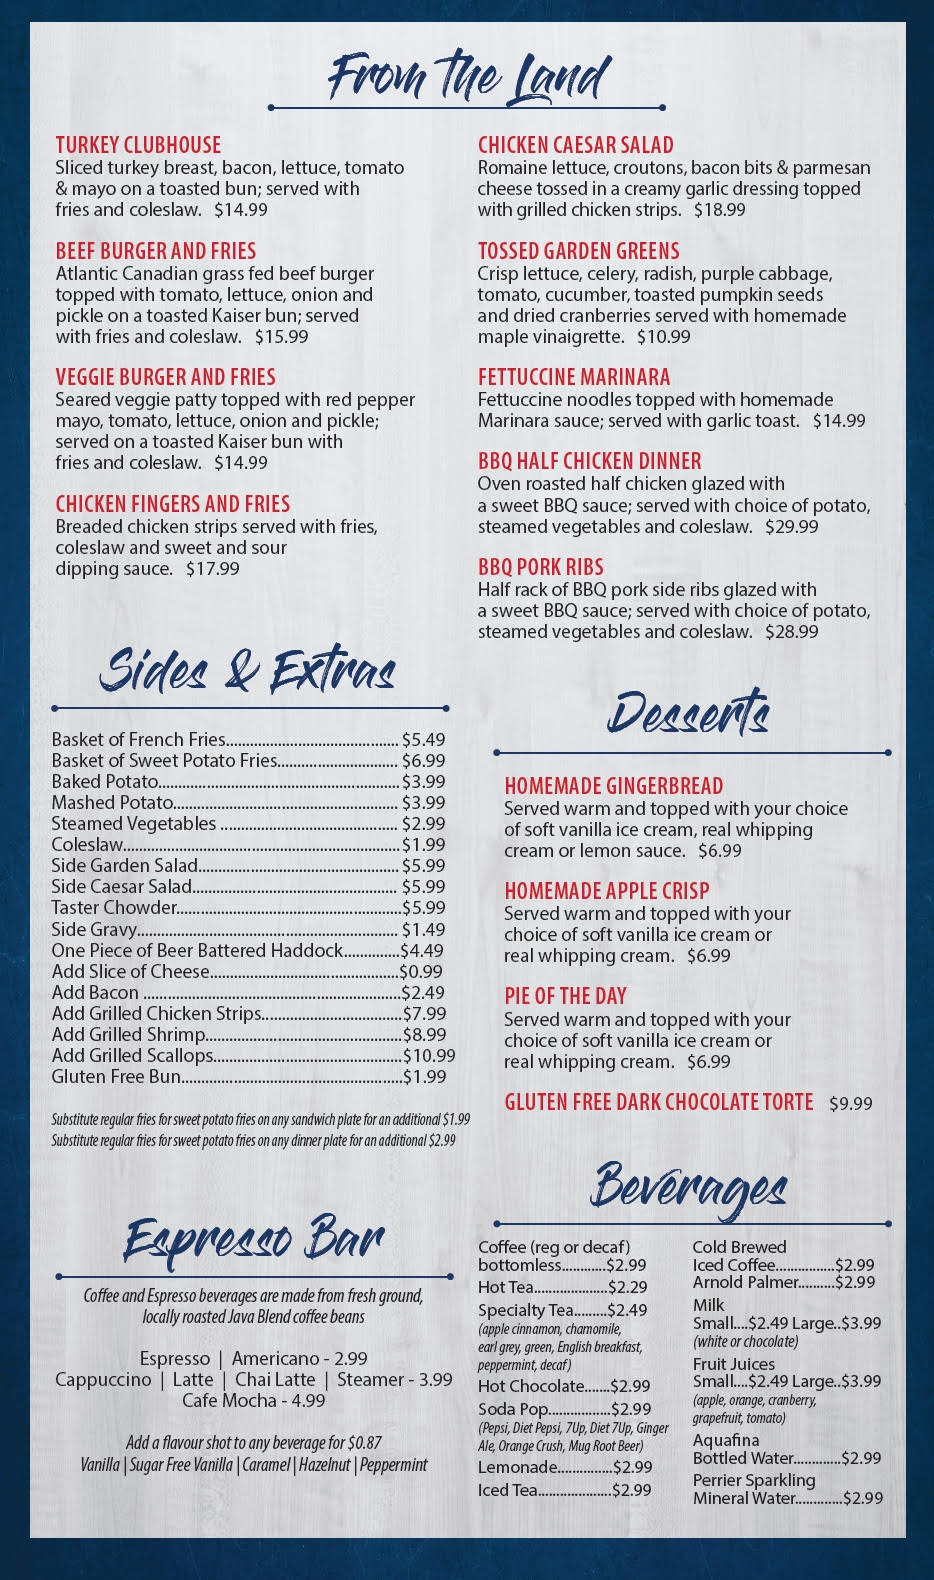 From the Land
TURKEY CLUBHOUSE
Sliced turkey breast, bacon, lettuce, tomato
& mayo on a toasted bun; served with
fries and coleslaw. $14.99
BEEF BURGER AND FRIES
Atlantic Canadian grass fed beef burger
topped with tomato, lettuce, onion and
pickle on a toasted Kaiser bun; served
with fries and coleslaw. $15.99
VEGGIE BURGER AND FRIES
Seared veggie patty topped with red pepper
mayo, tomato, lettuce, onion and pickle;
served on a toasted Kaiser bun with
fries and coleslaw. $14.99
CHICKEN FINGERS AND FRIES
Breaded chicken strips served with fries,
coleslaw and sweet and sour
dipping sauce. $17.99
CHICKEN CAESAR SALAD
Romaine lettuce, croutons, bacon bits & parmesan
cheese tossed in a creamy garlic dressing topped
with grilled chicken strips. $18.99
TOSSED GARDEN GREENS
Crisp lettuce, celery, radish, purple cabbage,
tomato, cucumber, toasted pumpkin seeds
and dried cranberries served with homemade
maple vinaigrette. $10.99
FETTUCCINE MARINARA
Fettuccine noodles topped with homemade
Marinara sauce; served with garlic toast. $14.99
BBQ HALF CHICKEN DINNER
Oven roasted half chicken glazed with
a sweet BBQ sauce; served with choice of potato,
steamed vegetables and coleslaw. $29.99
BBQ PORK RIBS
Half rack of BBQ pork side ribs glazed with
a sweet BBQ sauce; served with choice of potato,
steamed vegetables and coleslaw. $28.99
Sides & Extras
Basket of French Fries.......... $5.49
Basket of Sweet Potato Fries.......... $6.99
Baked Potato.......... $3.99
Mashed Potato.......... $3.99
Steamed Vegetables .......... $2.99
Coleslaw.......... $1.99
Side Garden Salad.......... $5.99
Side Caesar Salad.......... $5.99
Taster Chowder..........$5.99
Side Gravy.......... $1.49
One Piece of Beer Battered Haddock..........$4.49
Add Slice of Cheese..........$0.99
Add Bacon ..........$2.49
Add Grilled Chicken Strips..........$7.99
Add Grilled Shrimp..........$8.99
Add Grilled Scallops..........$10.99
Gluten Free Bun..........$1.99
Substitute regular fries for sweet potato fries on any sandwich plate for an additional $1.99
Substitute regular fries for sweet potato fries on any dinner plate for an additional $2.99
Desserts
HOMEMADE GINGERBREAD
Served warm and topped with your choice
of soft vanilla ice cream, real whipping
cream or lemon sauce. $6.99
HOMEMADE APPLE CRISP
Served warm and topped with your
choice of soft vanilla ice cream or
real whipping cream. $6.99
PIE OF THE DAY
Served warm and topped with your
choice of soft vanilla ice cream or
real whipping cream. $6.99
GLUTEN FREE DARK CHOCOLATE TORTE $9.99
Espresso Bar
Coffee and Espresso beverages are made from fresh ground,
locally roasted Java Blend coffee beans
Espresso | Americano - 2.99
Cappuccino | Latte | Chai Latte | Steamer - 3.99
Cafe Mocha - 4.99
Add a flavour shot to any beverage for $0.87
Vanilla | Sugar Free Vanilla | Caramel | Hazelnut | Peppermint
Beverages
Coffee (reg or decaf)
bottomless..........$2.99
Hot Tea..........$2.29
Specialty Tea.........$2.49
(apple cinnamon, chamomile,
earl grey, green, English breakfast,
peppermint, decaf)
Hot Chocolate.......$2.99
Soda Pop..........$2.99
(Pepsi, Diet Pepsi, 7Up, Diet 7Up, Ginger
Ale, Orange Crush, Mug Root Beer)
Lemonade..........$2.99
Iced Tea..........$2.99
Cold Brewed
Iced Coffee..........$2.99
Arnold Palmer.........$2.99
Milk
Small....$2.49 Large..$3.99
(white or chocolate)
Fruit Juices
Small....$2.49 Large..$3.99
(apple, orange, cranberry,
grapefruit, tomato)
Aquafina
Bottled Water..........$2.99
Perrier Sparkling
Mineral Water..........$2.99